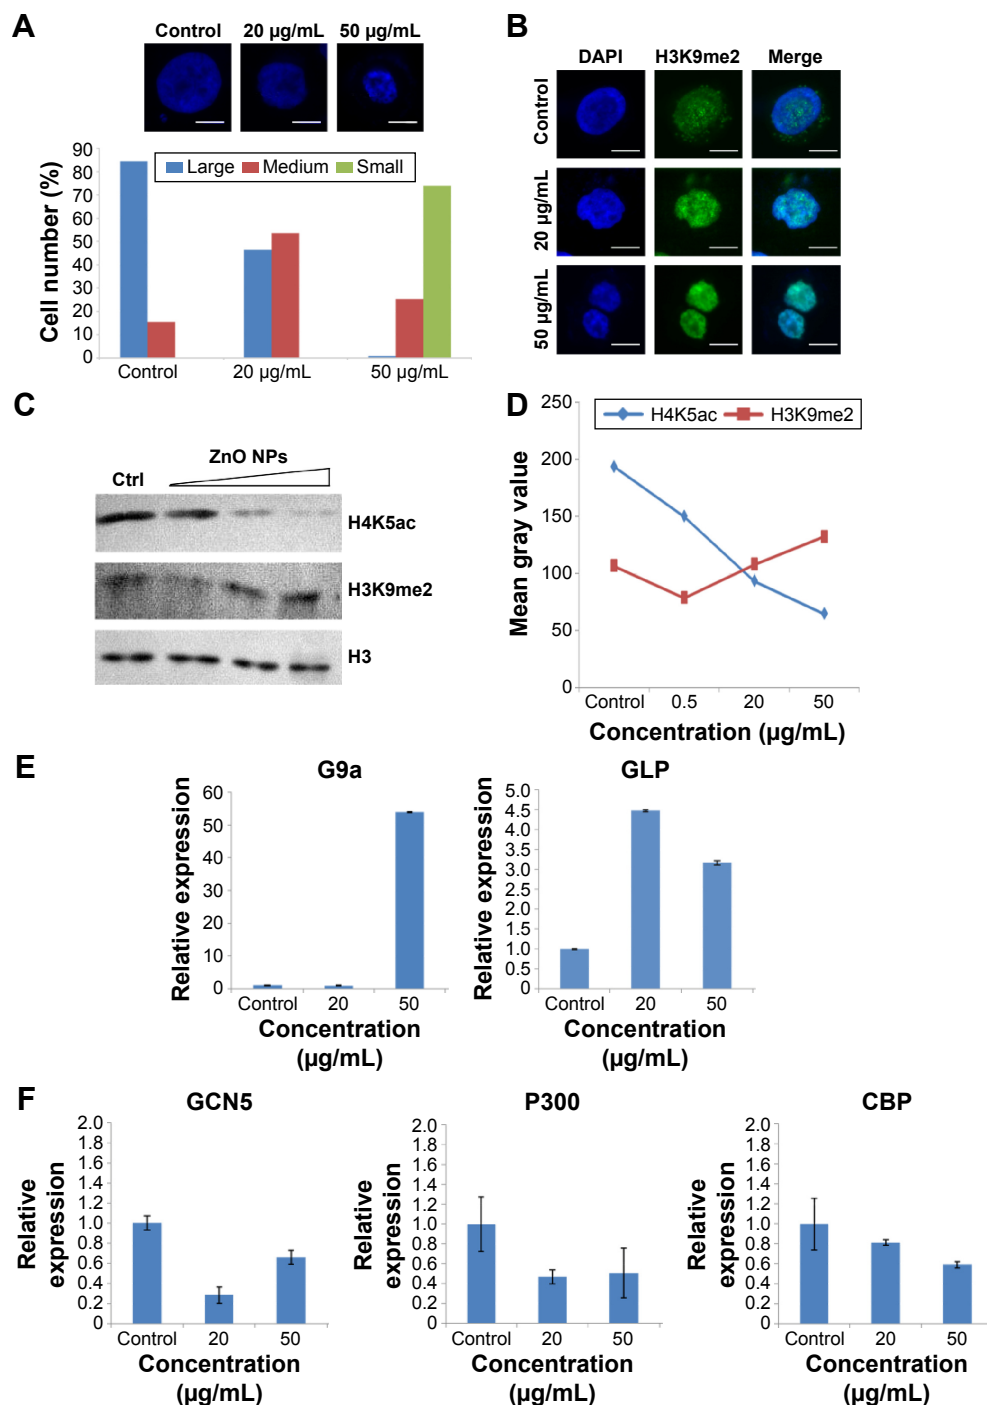 A
Control 20 µg/mL 50 µg/mL
Cell number (%)
90
80
70
60
50
40
30
20
10
0
Large Medium Small
Control 20 µg/mL 50 µg/mL
B
DAPI H3K9me2 Merge
Control
20 µg/mL
50 µg/mL
C
ZnO NPs
Ctrl
H4K5ac
H3K9me2
H3
D
Mean gray value
250
200
150
100
50
0
H4K5ac H3K9me2
Control 0.5 20 50
Concentration (µg/mL)
E
G9a
Relative expression
60
50
40
30
20
10
0
Control 20 50
Concentration
(µg/mL)
GLP
Relative expression
5.0
4.5
4.0
3.5
3.0
2.5
2.0
1.5
1.0
0.5
0
Control 20 50
Concentration
(µg/mL)
F
GCN5
Relative
expression
2.0
1.8
1.6
1.4
1.2
1.0
0.8
0.6
0.4
0.2
0
Control 20 50
Concentration
(µg/mL)
P300
Relative
expression
2.0
1.8
1.6
1.4
1.2
1.0
0.8
0.6
0.4
0.2
0
Control 20 50
Concentration
(µg/mL)
CBP
Relative
expression
2.0
1.8
1.6
1.4
1.2
1.0
0.8
0.6
0.4
0.2
0
Control 20 50
Concentration
(µg/mL)